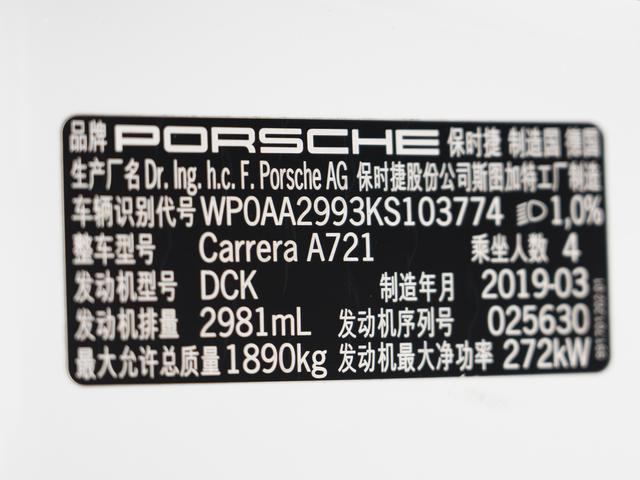 品牌 PORSCHE 保时捷 制造国 德国
生产厂名 Dr. Ing. h.c. F. Porsche AG 保时捷股份公司斯图加特工厂制造
车辆识别代号 WP0AA2993KS103774 1,0%
整车型号 Carrera A721 乘坐人数 4
发动机型号 DCK 制造年月 2019-03
发动机排量 2981mL 发动机序列号 025630
最大允许总质量 1890kg 发动机最大净功率 272kW